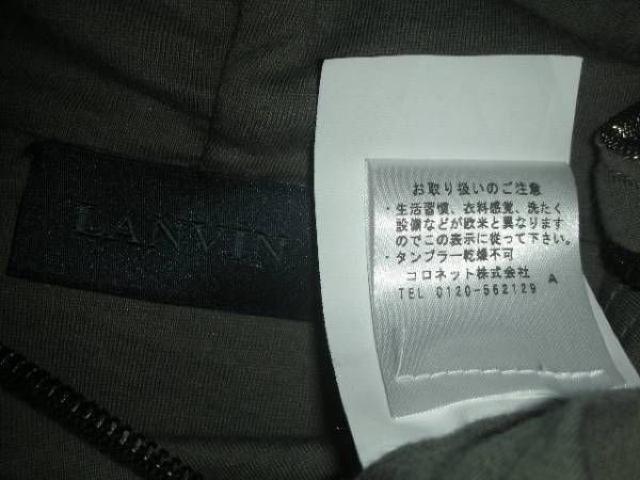 LANVIN
お取り扱いのご注意
・生活習慣、衣料感覚、洗たく
設備などが欧米と異なります
のでこの表示に従って下さい。
・タンブラー乾燥不可
コロネット株式会社
TEL 0120-562129 A